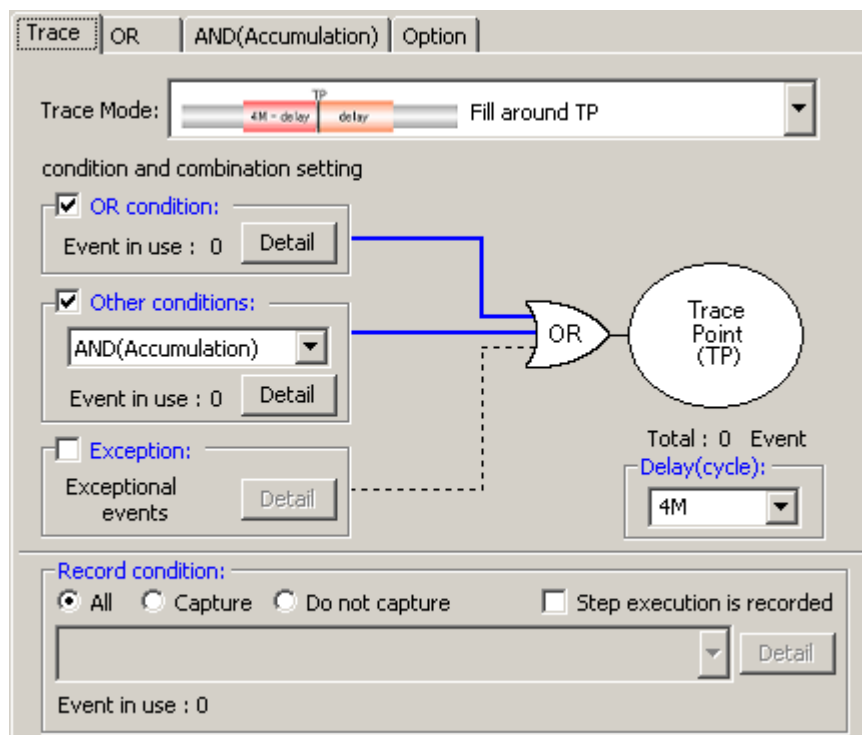 Trace OR AND(Accumulation) Option
Trace Mode: TP 4M - delay delay Fill around TP
condition and combination setting
OR condition:
Event in use : 0 Detail
Other conditions:
AND(Accumulation)
Event in use : 0 Detail
Exception:
Exceptional
events
Detail
OR
Trace
Point
(TP)
Total : 0 Event
Delay(cycle):
4M
Record condition:
All Capture Do not capture Step execution is recorded
Detail
Event in use : 0